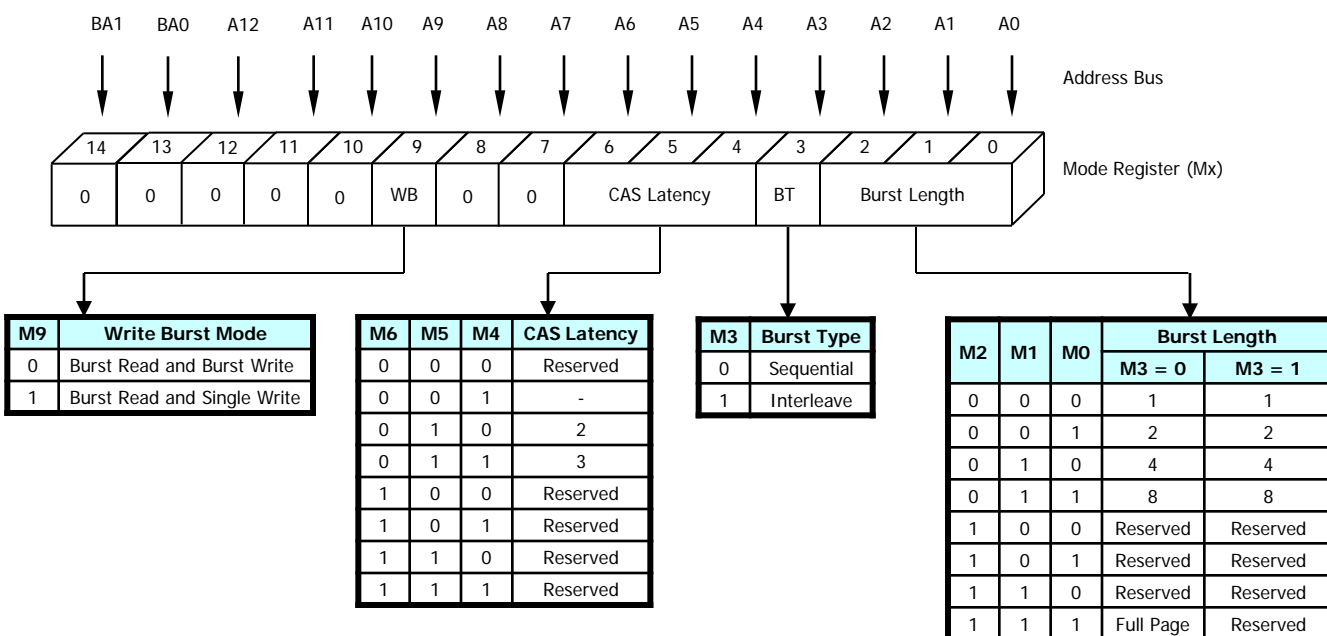 BA1 BA0 A12 A11 A10 A9 A8 A7 A6 A5 A4 A3 A2 A1 A0
Address Bus
14 13 12 11 10 9 8 7 6 5 4 3 2 1 0
Mode Register (Mx)
0 0 0 0 0 WB 0 0 CAS Latency BT Burst Length
M9 Write Burst Mode
0 Burst Read and Burst Write
1 Burst Read and Single Write
M6 M5 M4 CAS Latency
0 0 0 Reserved
0 0 1 -
0 1 0 2
0 1 1 3
1 0 0 Reserved
1 0 1 Reserved
1 1 0 Reserved
1 1 1 Reserved
M3 Burst Type
0 Sequential
1 Interleave
M2 M1 M0 Burst Length
M3 = 0 M3 = 1
0 0 0 1 1
0 0 1 2 2
0 1 0 4 4
0 1 1 8 8
1 0 0 Reserved Reserved
1 0 1 Reserved Reserved
1 1 0 Reserved Reserved
1 1 1 Full Page Reserved